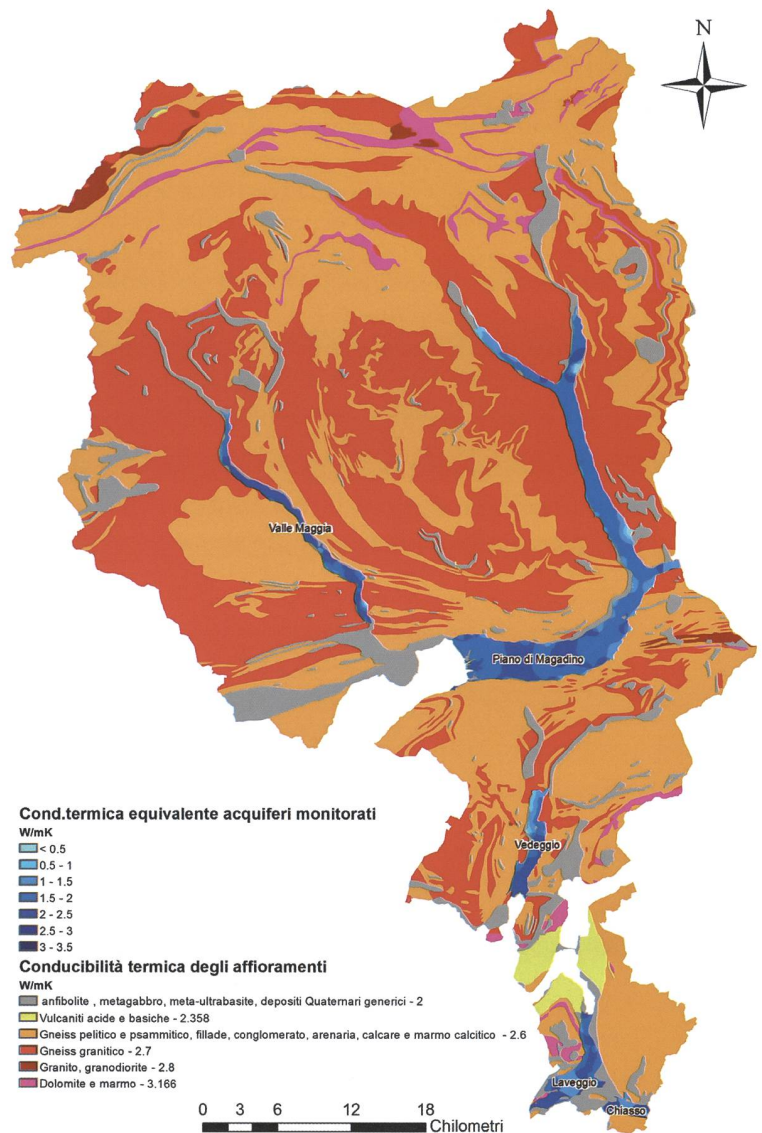 N
Valle Maggia
Piano di Magadino
Cond.termica equivalente acquiferi monitorati
W/mK
< 0.5
0.5 - 1
1 - 1.5
1.5 - 2
2 - 2.5
2.5 - 3
3 - 3.5
Vedeggio
Conducibilità termica degli affioramenti
W/mK
anfibolite , metagabbro, meta-ultrabasite, depositi Quaternari generici - 2
Vulcaniti acide e basiche - 2.358
Gneiss pelitico e psammitico, fillade, conglomerato, arenaria, calcare e marmo calcitico - 2.6
Gneiss granitico - 2.7
Granito, granodiorite - 2.8
Dolomite e marmo - 3.166
Laveggio
Chiasso
0 3 6 12 18
Chilometri